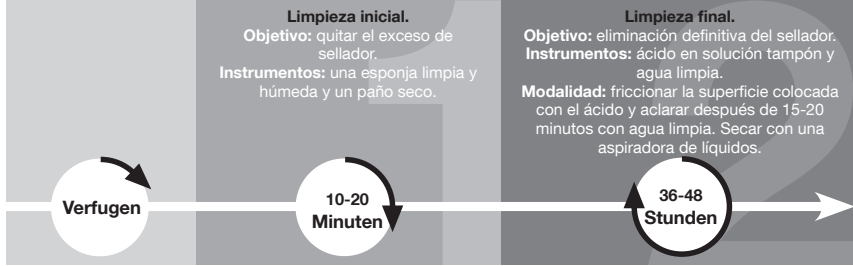 Limpieza inicial.
Objetivo: quitar el exceso de
sellador.
Instrumentos: una esponja limpia y
húmeda y un paño seco.
1
Limpieza final.
Objetivo: eliminación definitiva del sellador.
Instrumentos: ácido en solución tampón y
agua limpia.
Modalidad: friccionar la superficie colocada
con el ácido y aclarar después de 15-20
minutos con agua limpia. Secar con una
aspiradora de líquidos.
2
Verfugen
10-20
Minuten
36-48
Stunden